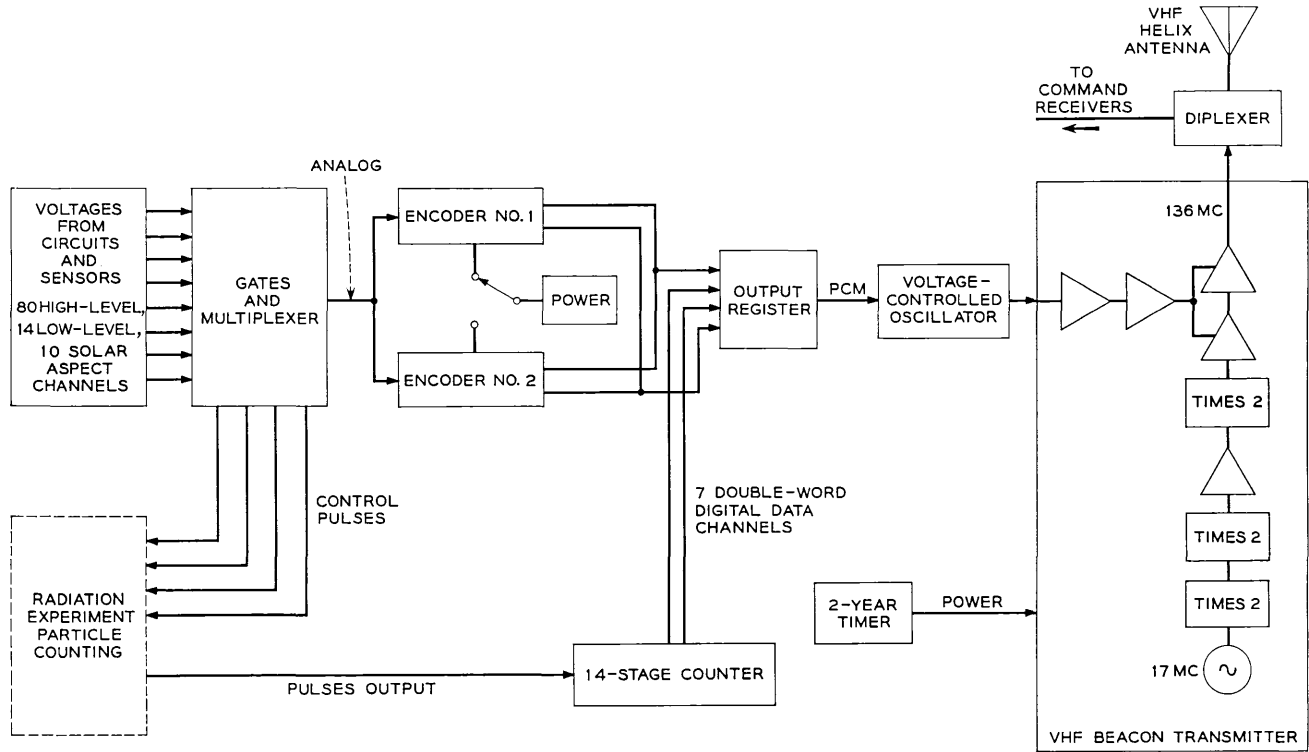 VHF
HELIX
ANTENNA
TO
COMMAND
RECEIVERS
DIPLEXER
ANALOG
VOLTAGES
FROM
CIRCUITS
AND
SENSORS
80 HIGH-LEVEL,
14 LOW-LEVEL,
10 SOLAR
ASPECT
CHANNELS
GATES
AND
MULTIPLEXER
ENCODER NO. 1
POWER
ENCODER NO. 2
OUTPUT
REGISTER
PCM
VOLTAGE-
CONTROLLED
OSCILLATOR
136 MC
TIMES 2
TIMES 2
TIMES 2
17 MC
VHF BEACON TRANSMITTER
CONTROL
PULSES
7 DOUBLE-WORD
DIGITAL DATA
CHANNELS
RADIATION
EXPERIMENT
PARTICLE
COUNTING
PULSES OUTPUT
14-STAGE COUNTER
2-YEAR
TIMER
POWER